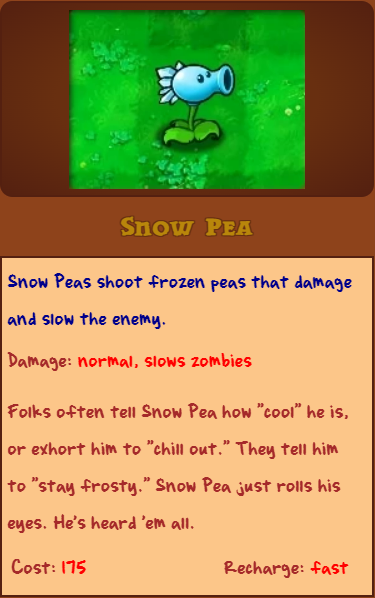 Snow Pea
Snow Peas shoot frozen peas that damage
and slow the enemy.
Damage: normal, slows zombies
Folks often tell Snow Pea how "cool" he is,
or exhort him to "chill out." They tell him
to "stay frosty." Snow Pea just rolls his
eyes. He's heard 'em all.
Cost: 175 Recharge: fast